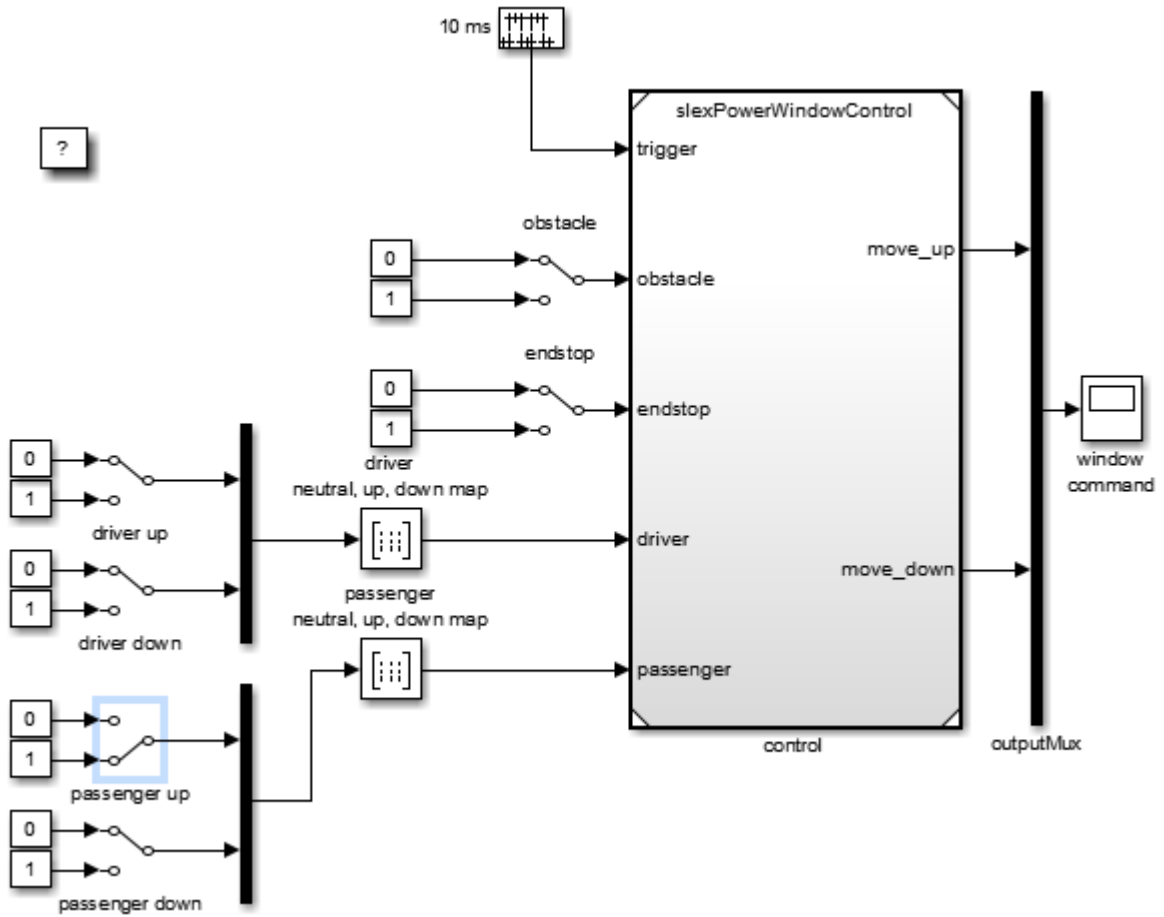 10 ms
slexPowerWindowControl
?
trigger
obstacle
0
1
obstacle
move_up
endstop
0
1
endstop
driver
neutral, up, down map
window
command
0
1
driver up
driver
0
1
driver down
move_down
passenger
neutral, up, down map
passenger
control
outputMux
0
1
passenger up
0
1
passenger down